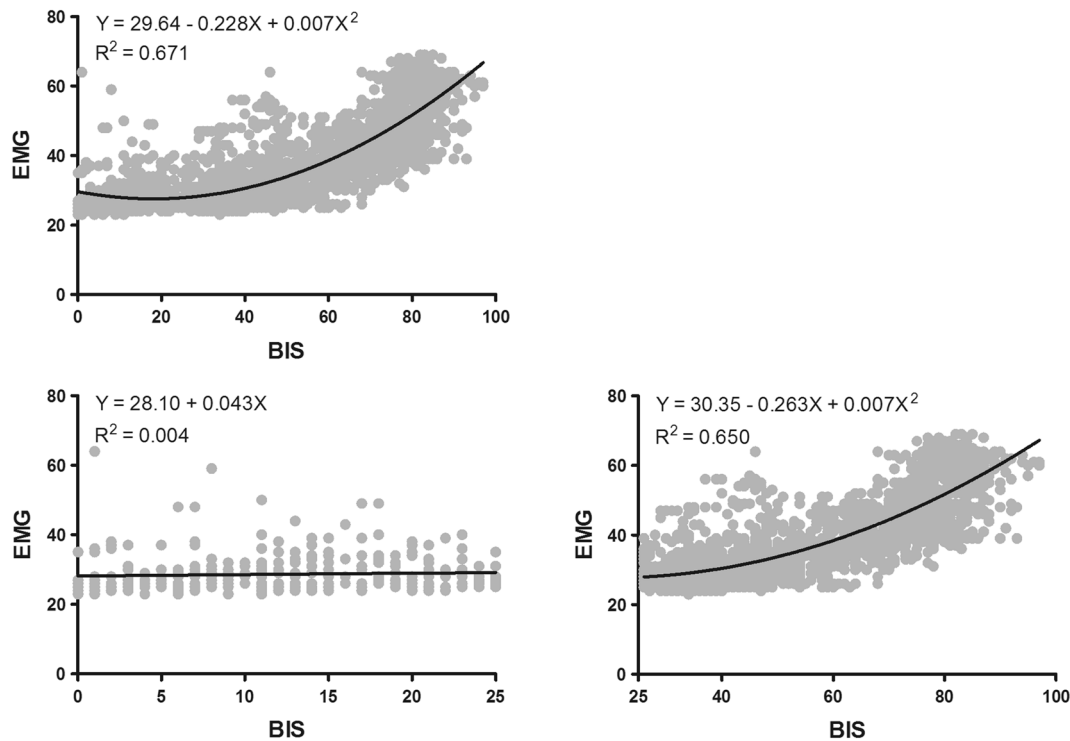 Y = 29.64 - 0.228X + 0.007X²
R² = 0.671
80
60
40
20
0
EMG
0 20 40 60 80 100
BIS
Y = 28.10 + 0.043X
R² = 0.004
80
60
40
20
0
EMG
0 5 10 15 20 25
BIS
Y = 30.35 - 0.263X + 0.007X²
R² = 0.650
80
60
40
20
0
EMG
25 40 60 80 100
BIS